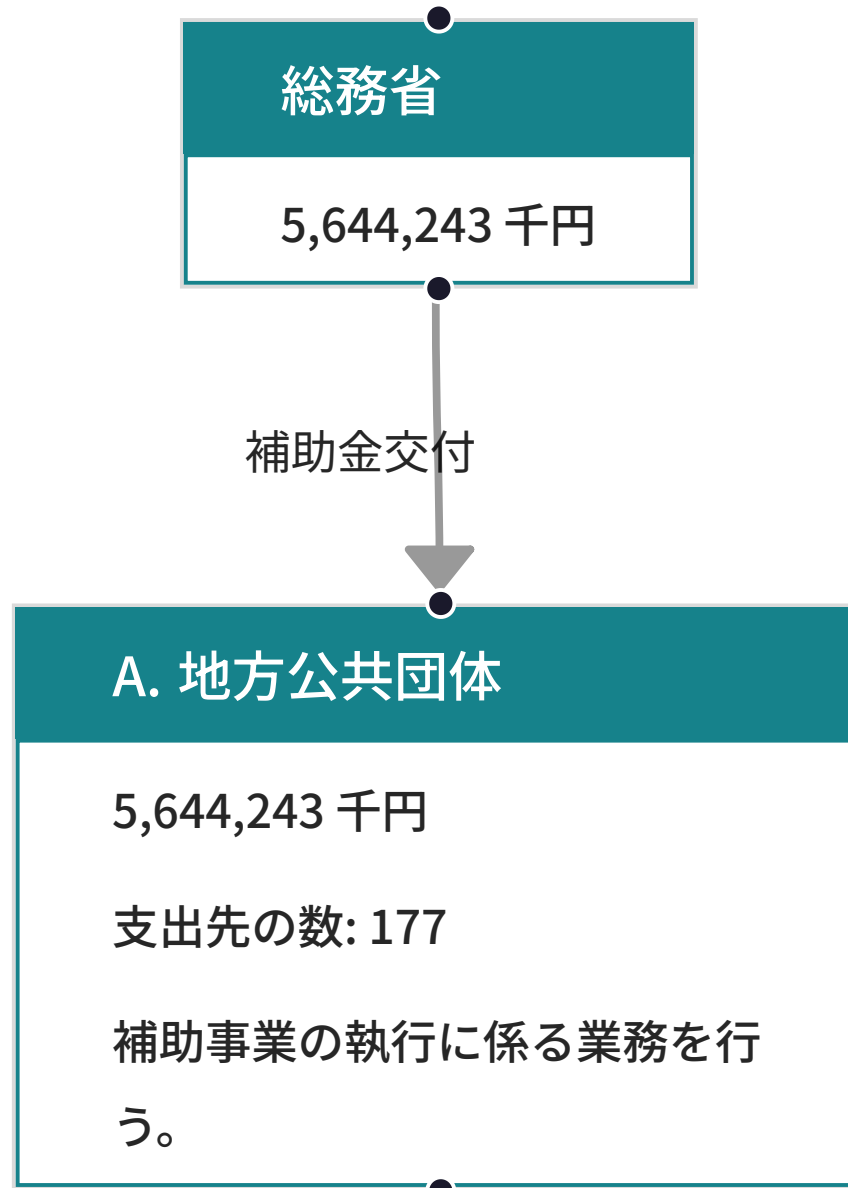 総務省
5,644,243 千円
補助金交付
A. 地方公共団体
5,644,243 千円
支出先の数: 177
補助事業の執行に係る業務を行
う。